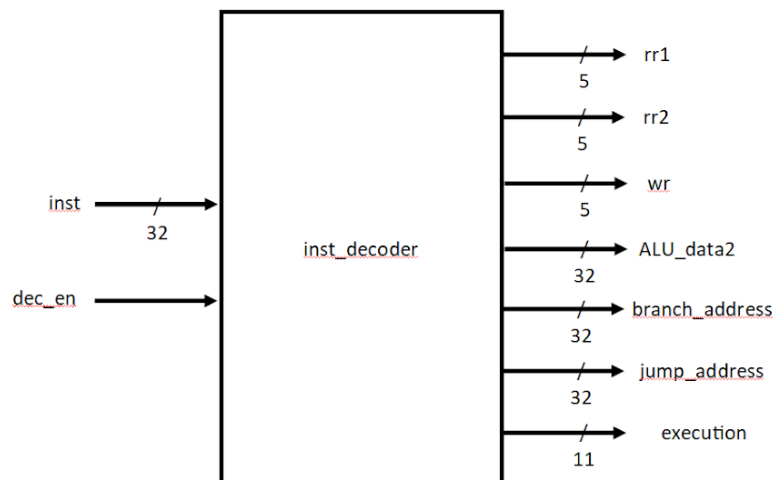 rr1
5
rr2
5
wr
5
inst
32
inst_decoder
ALU_data2
32
dec_en
branch_address
32
jump_address
32
execution
11